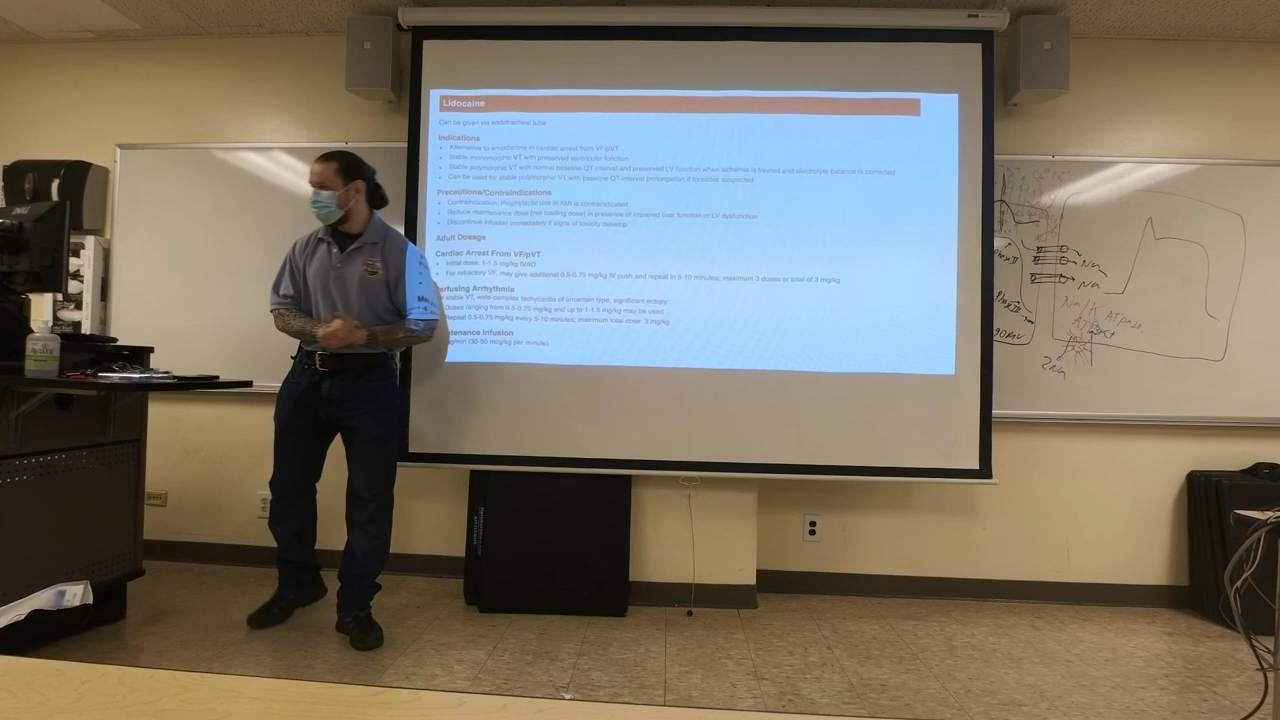 Lidocaine
Can be given via endotracheal tube
Indications
• Alternative to amiodarone in cardiac arrest from VF/pVT
• Stable monomorphic VT with preserved ventricular function
• Stable polymorphic VT with normal baseline QT interval and preserved LV function when ischemia is treated and electrolyte balance is corrected
• Can be used for stable polymorphic VT with baseline QT-interval prolongation if torsades suspected
Precautions/Contraindications
• Contraindication: Prophylactic use in AMI is contraindicated
• Reduce maintenance dose (not loading dose) in presence of impaired liver function or LV dysfunction
• Discontinue infusion immediately if signs of toxicity develop
Adult Dosage
Cardiac Arrest From VF/pVT
• Initial dose: 1-1.5 mg/kg IV/IO
• For refractory VF, may give additional 0.5-0.75 mg/kg IV push and repeat in 5-10 minutes; maximum 3 doses or total of 3 mg/kg
erfusing Arrhythmia
stable VT, wide-complex tachycardia of uncertain type, significant ectopy:
Doses ranging from 0.5-0.75 mg/kg and up to 1-1.5 mg/kg may be used
Repeat 0.5-0.75 mg/kg every 5-10 minutes; maximum total dose: 3 mg/kg
tenance Infusion
g/min (30-50 mcg/kg per minute)
Na
Na
Na/K ATPase
2Na
Phase II
Phase III
90mV